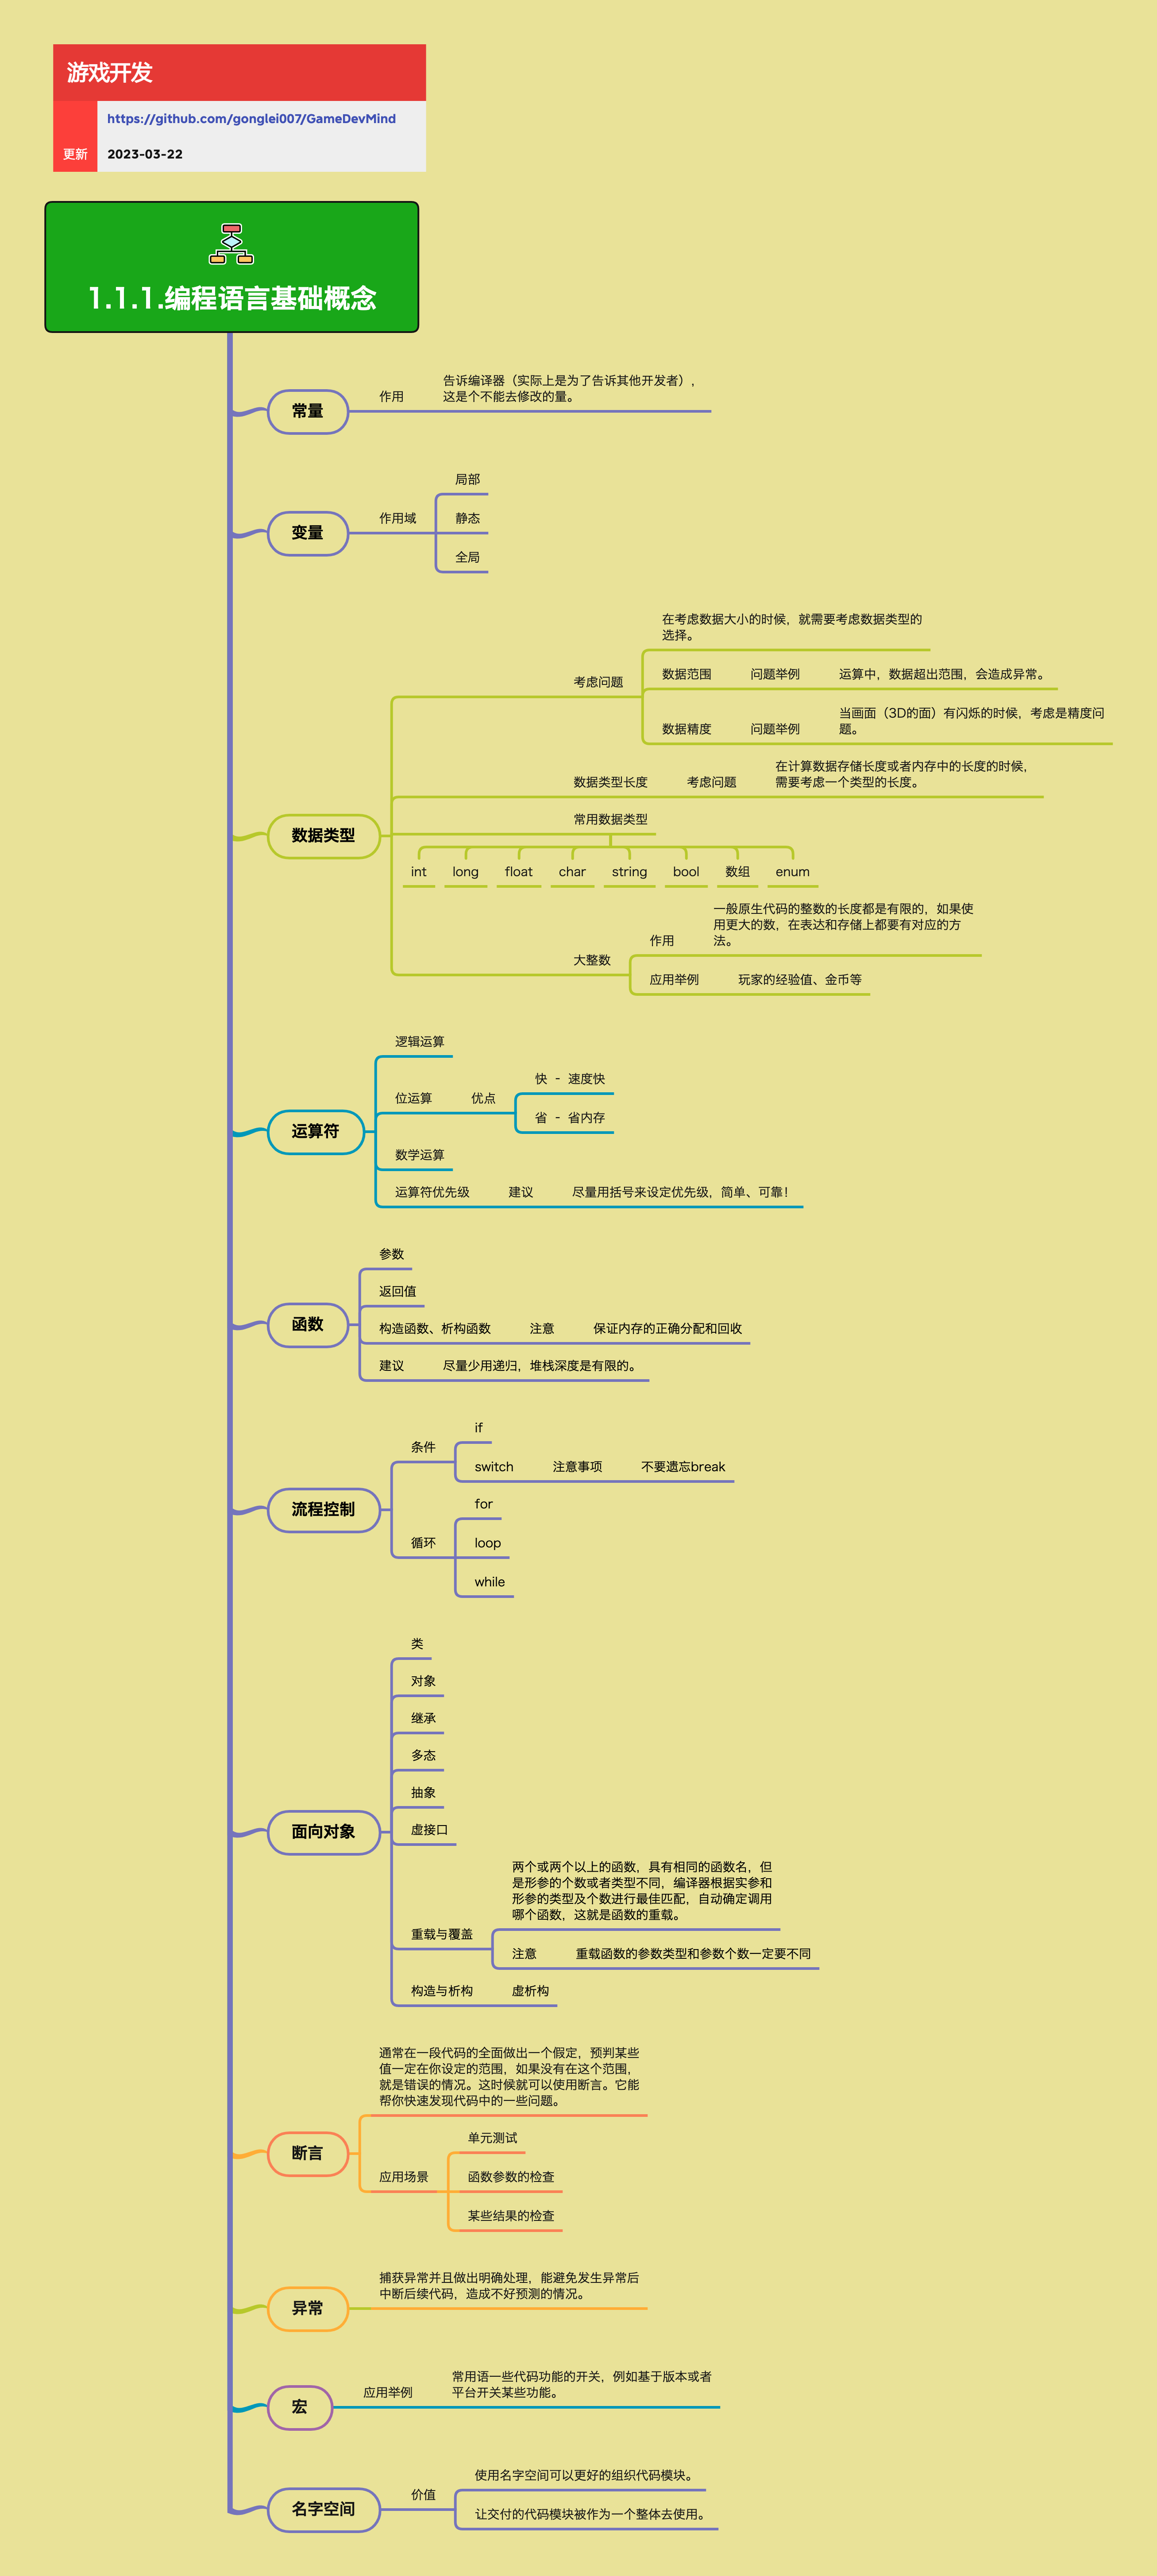 游戏开发
https://github.com/gonglei007/GameDevMind
更新 2023-03-22
1.1.1.编程语言基础概念
常量
作用
告诉编译器（实际上是为了告诉其他开发者），
这是个不能去修改的量。
变量
作用域
局部
静态
全局
数据类型
考虑问题
在考虑数据大小的时候，就需要考虑数据类型的
选择。
数据范围 问题举例 运算中，数据超出范围，会造成异常。
数据精度 问题举例
当画面（3D的面）有闪烁的时候，考虑是精度问
题。
数据类型长度 考虑问题
在计算数据存储长度或者内存中的长度的时候，
需要考虑一个类型的长度。
常用数据类型
int long float char string bool 数组 enum
大整数
作用
一般原生代码的整数的长度都是有限的，如果使
用更大的数，在表达和存储上都要有对应的方
法。
应用举例 玩家的经验值、金币等
运算符
逻辑运算
位运算 优点
快 - 速度快
省 - 省内存
数学运算
运算符优先级 建议 尽量用括号来设定优先级，简单、可靠！
函数
参数
返回值
构造函数、析构函数 注意 保证内存的正确分配和回收
建议 尽量少用递归，堆栈深度是有限的。
流程控制
条件
if
switch 注意事项 不要遗忘break
循环
for
loop
while
面向对象
类
对象
继承
多态
抽象
虚接口
重载与覆盖
两个或两个以上的函数，具有相同的函数名，但
是形参的个数或者类型不同，编译器根据实参和
形参的类型及个数进行最佳匹配，自动确定调用
哪个函数，这就是函数的重载。
注意 重载函数的参数类型和参数个数一定要不同
构造与析构 虚析构
断言
通常在一段代码的全面做出一个假定，预判某些
值一定在你设定的范围，如果没有在这个范围，
就是错误的情况。这时候就可以使用断言。它能
帮你快速发现代码中的一些问题。
应用场景
单元测试
函数参数的检查
某些结果的检查
异常
捕获异常并且做出明确处理，能避免发生异常后
中断后续代码，造成不好预测的情况。
宏
应用举例
常用语一些代码功能的开关，例如基于版本或者
平台开关某些功能。
名字空间
价值
使用名字空间可以更好的组织代码模块。
让交付的代码模块被作为一个整体去使用。